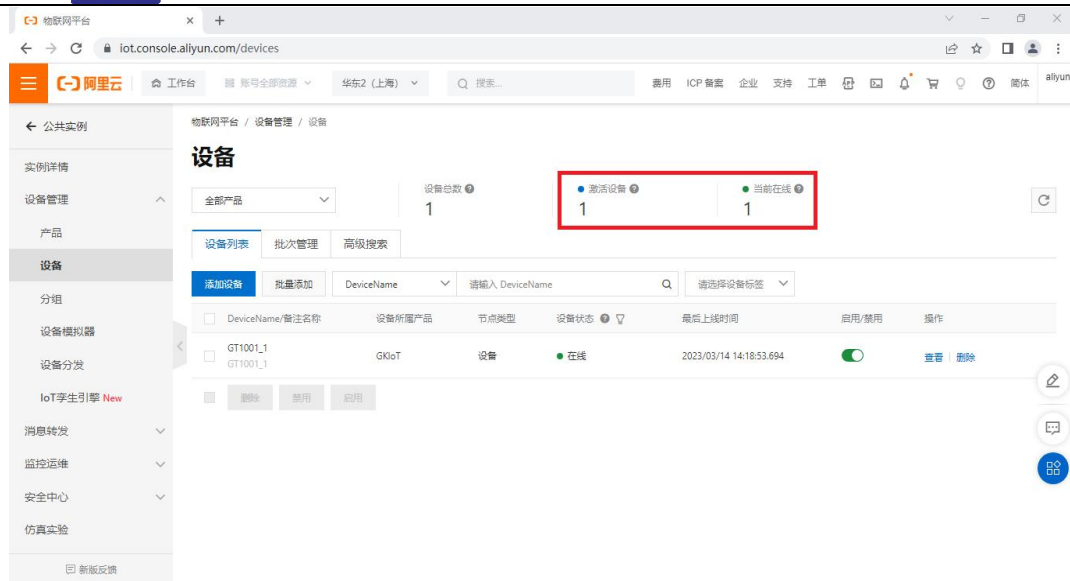 物联网平台
iot.console.aliyun.com/devices
阿里云 工作台 账号全部资源 华东2（上海） 搜索... 费用 ICP 备案 企业 支持 工单 简体 aliyun
公共实例
实例详情
设备管理
产品
设备
分组
设备模拟器
设备分发
IoT孪生引擎 New
消息转发
监控运维
安全中心
仿真实验
新版反馈
物联网平台 / 设备管理 / 设备
设备
全部产品
设备总数
1
激活设备
1
当前在线
1
设备列表 批次管理 高级搜索
添加设备 批量添加 DeviceName 请输入 DeviceName 请选择设备标签
DeviceName/备注名称 设备所属产品 节点类型 设备状态 最后上线时间 启用/禁用 操作
GT1001_1 GKIoT 设备 在线 2023/03/14 14:18:53.694 查看 删除
GT1001_1
删除 禁用 启用